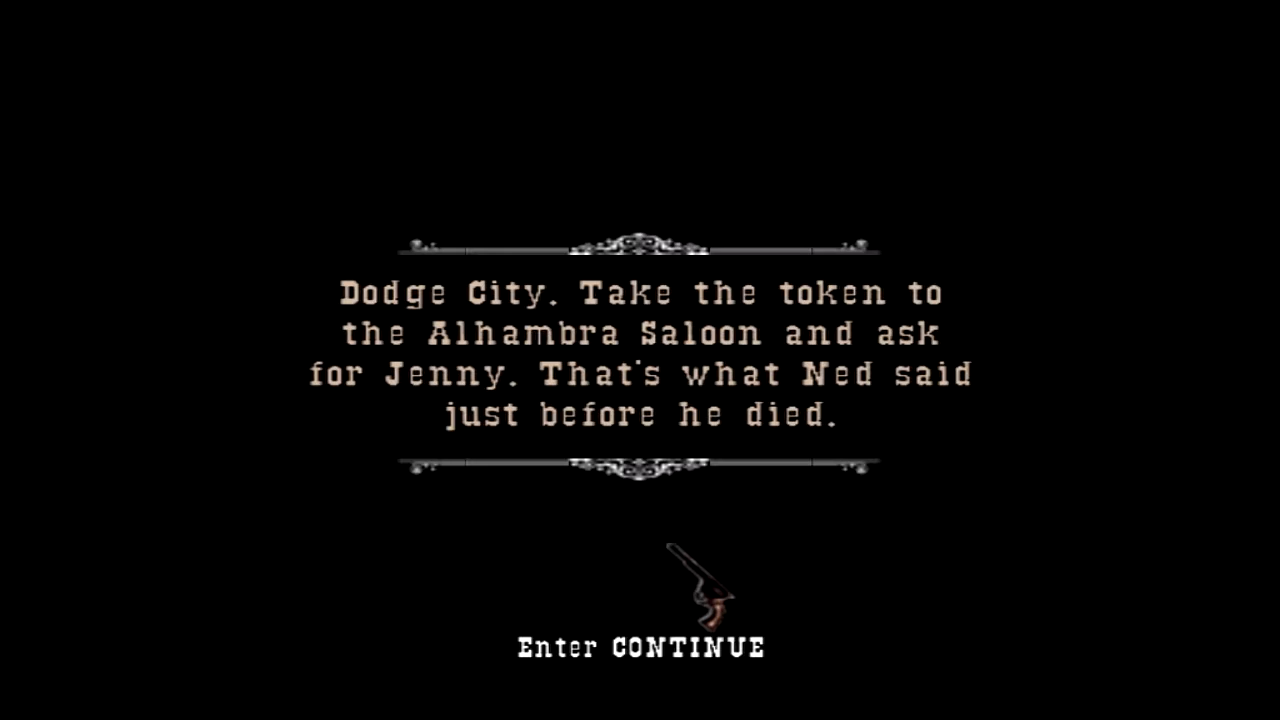 Dodge City. Take the token to
the Alhambra Saloon and ask
for Jenny. That's what Ned said
just before he died.
Enter CONTINUE